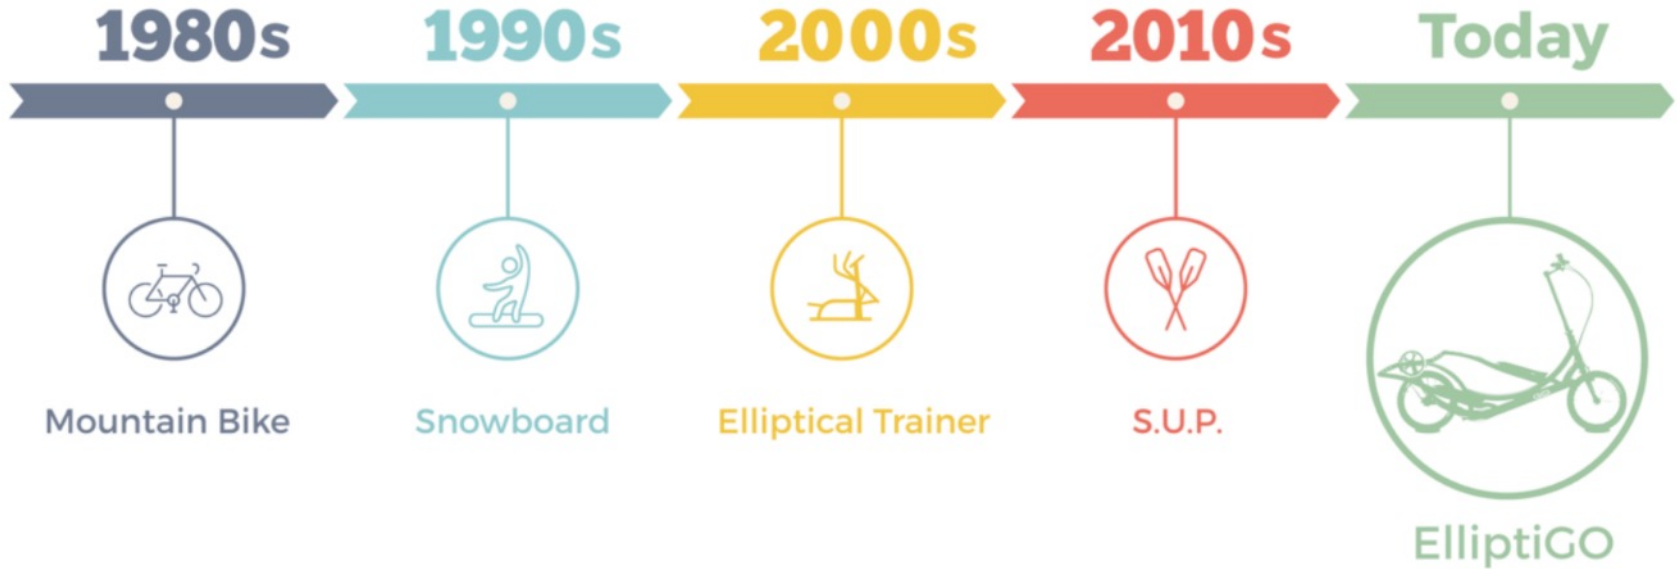 1980s
1990s
2000s
2010s
Today
Mountain Bike
Snowboard
Elliptical Trainer
S.U.P.
ElliptiGO